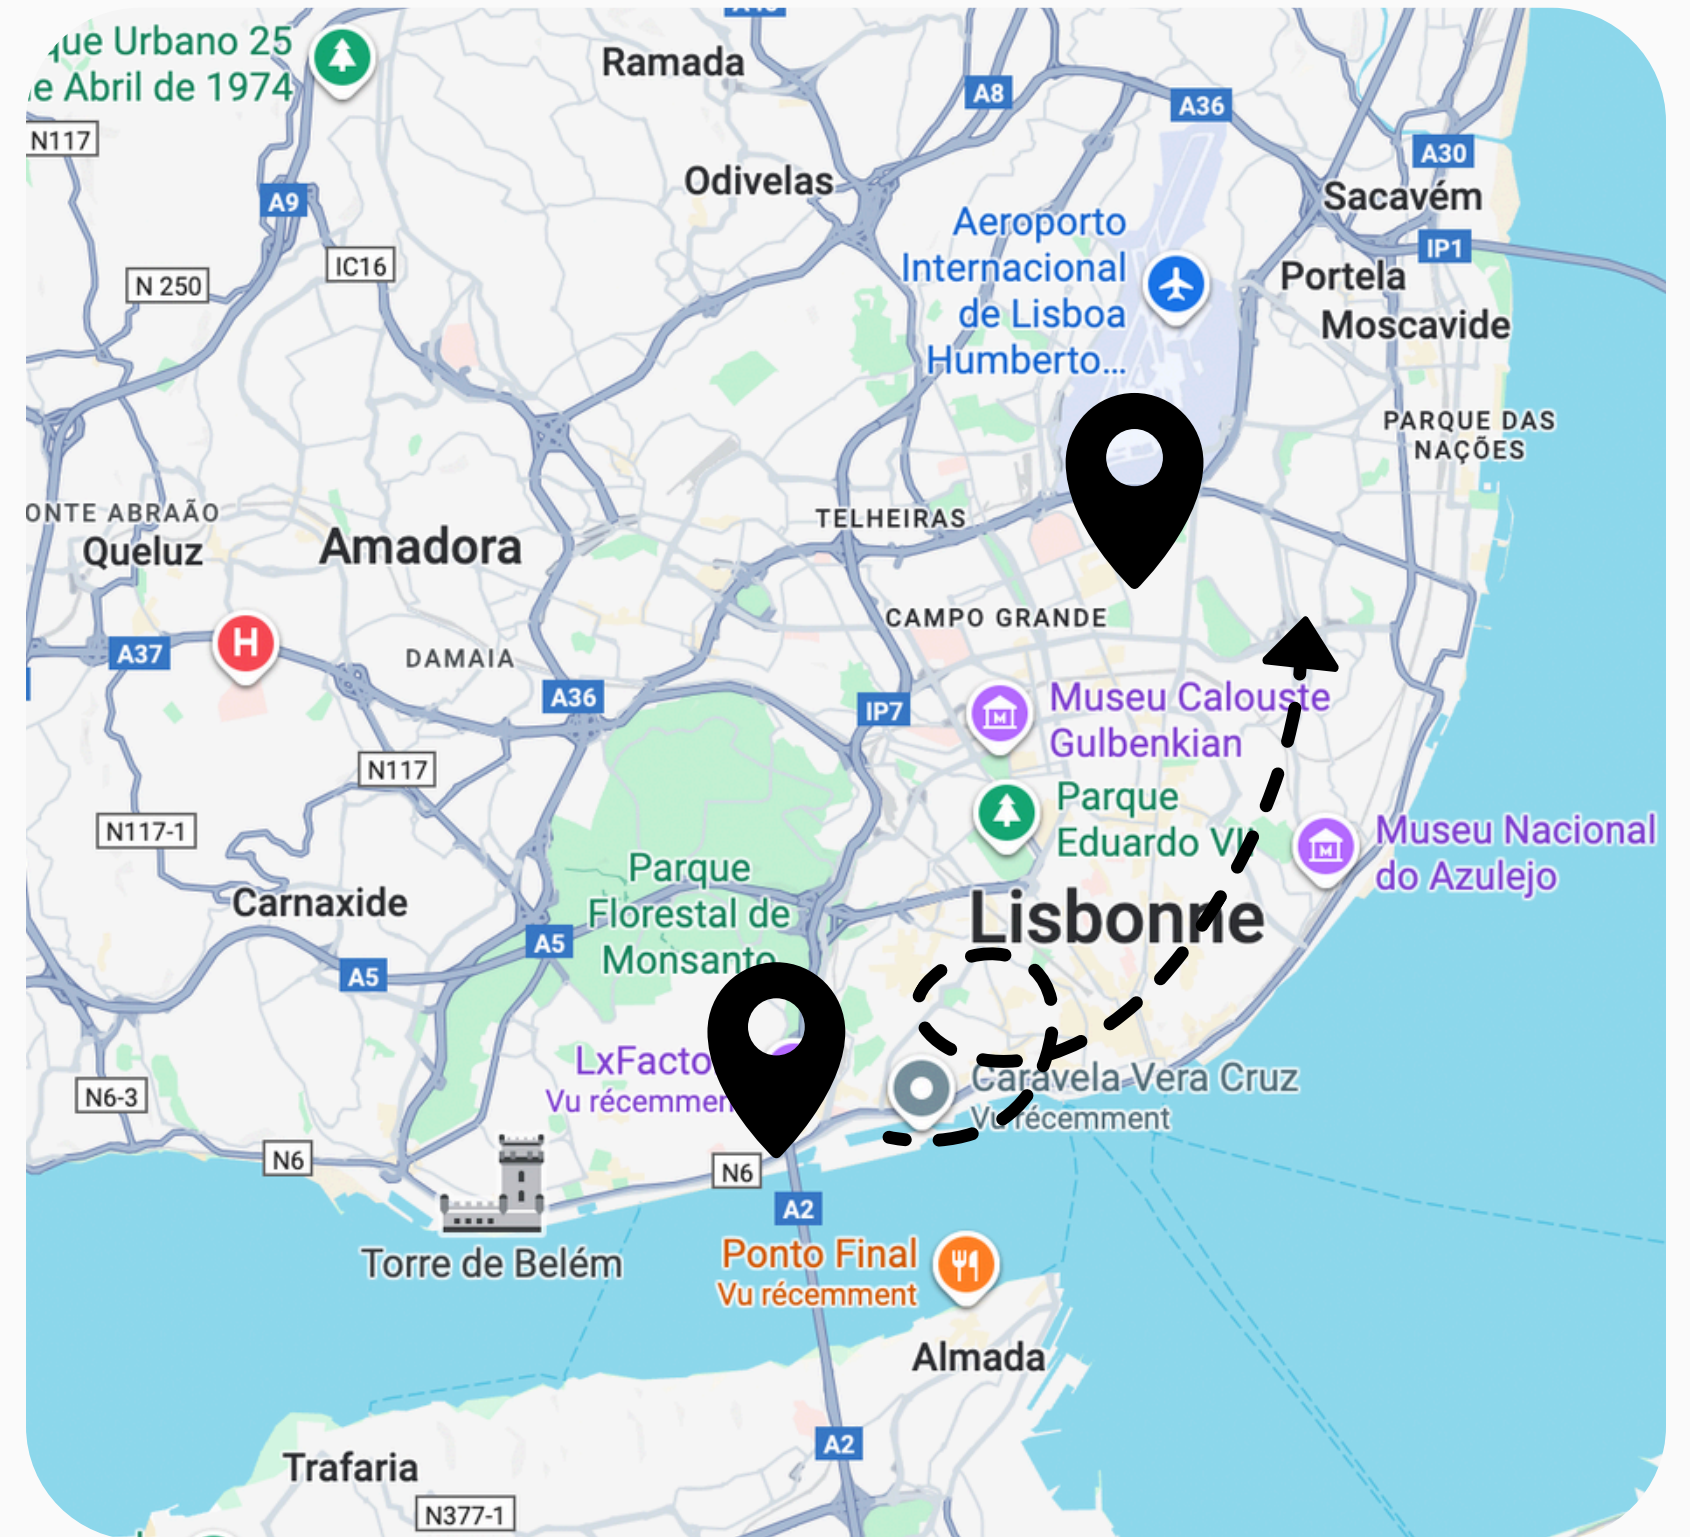 que Urbano 25
e Abril de 1974
Ramada
A8
A36
N117
A30
Odivelas
Sacavém
A9
Aeroporto
Internacional
de Lisboa
Humberto...
IP1
IC16
N 250
Portela
Moscavide
PARQUE DAS
NAÇÕES
ONTE ABRAÃO
Queluz
Amadora
TELHEIRAS
CAMPO GRANDE
H
A37
DAMAIA
A36
IP7
Museu Calouste
Gulbenkian
N117
Parque
Eduardo VII
N117-1
Museu Nacional
do Azulejo
Parque
Florestal de
Monsanto
Carnaxide
Lisbonne
A5
A5
LxFacto
Vu récemmen
Caravela Vera Cruz
Vu récemment
N6-3
N6
N6
A2
Torre de Belém
Ponto Final
Vu récemment
Almada
A2
Trafaria
N377-1